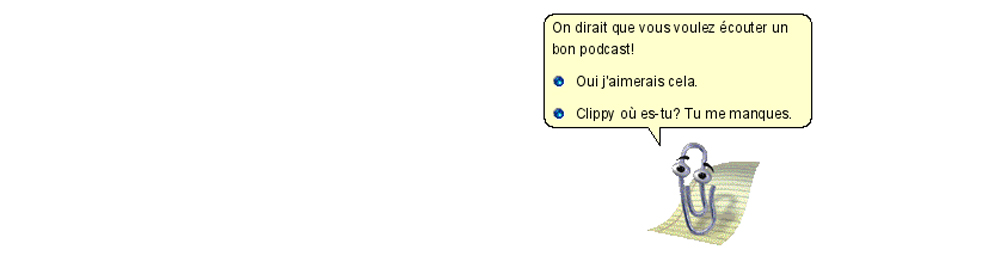 On dirait que vous voulez écouter un
bon podcast!
Oui j'aimerais cela.
Clippy où es-tu? Tu me manques.